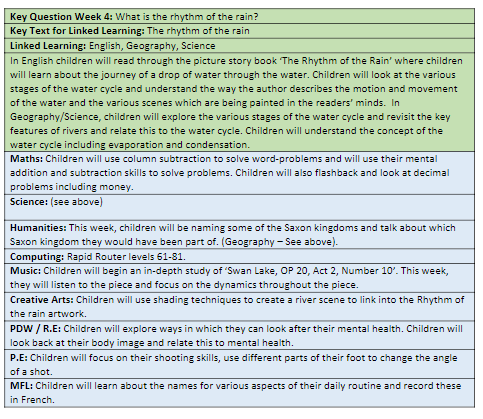 Key Question Week 4: What is the rhythm of the rain?
Key Text for Linked Learning: The rhythm of the rain
Linked Learning: English, Geography, Science
In English children will read through the picture story book 'The Rhythm of the Rain' where children
will learn about the journey of a drop of water through the water. Children will look at the various
stages of the water cycle and understand the way the author describes the motion and movement
of the water and the various scenes which are being painted in the readers' minds. In
Geography/Science, children will explore the various stages of the water cycle and revisit the key
features of rivers and relate this to the water cycle. Children will understand the concept of the
water cycle including evaporation and condensation.
Maths: Children will use column subtraction to solve word-problems and will use their mental
addition and subtraction skills to solve problems. Children will also flashback and look at decimal
problems including money.
Science: (see above)
Humanities: This week, children will be naming some of the Saxon kingdoms and talk about which
Saxon kingdom they would have been part of. (Geography – See above).
Computing: Rapid Router levels 61-81.
Music: Children will begin an in-depth study of 'Swan Lake, OP 20, Act 2, Number 10'. This week,
they will listen to the piece and focus on the dynamics throughout the piece.
Creative Arts: Children will use shading techniques to create a river scene to link into the Rhythm of
the rain artwork.
PDW / R.E: Children will explore ways in which they can look after their mental health. Children will
look back at their body image and relate this to mental health.
P.E: Children will focus on their shooting skills, use different parts of their foot to change the angle
of a shot.
MFL: Children will learn about the names for various aspects of their daily routine and record these
in French.